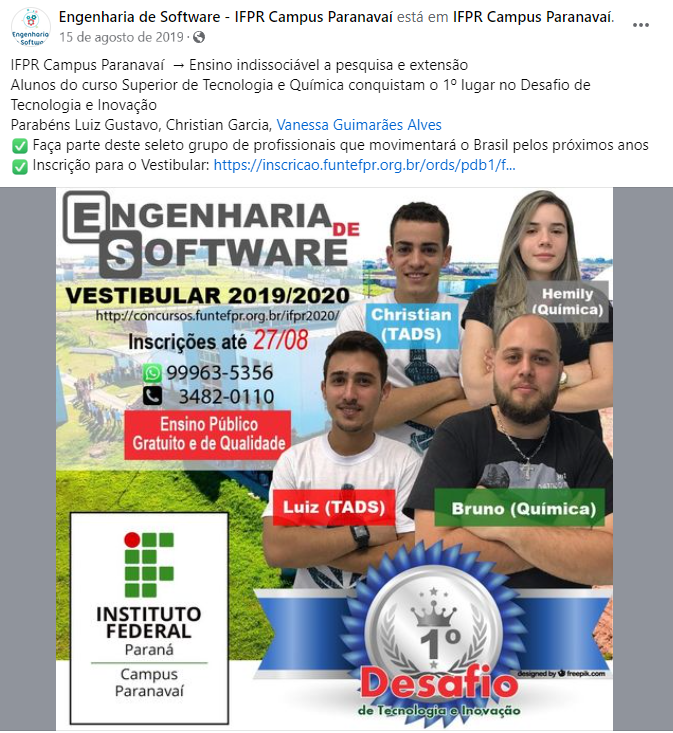 Engenharia de Software - IFPR Campus Paranavaí está em IFPR Campus Paranavaí.
15 de agosto de 2019 ·
IFPR Campus Paranavaí → Ensino indissociável a pesquisa e extensão
Alunos do curso Superior de Tecnologia e Química conquistam o 1º lugar no Desafio de
Tecnologia e Inovação
Parabéns Luiz Gustavo, Christian Garcia, Vanessa Guimarães Alves
✅ Faça parte deste seleto grupo de profissionais que movimentará o Brasil pelos próximos anos
✅ Inscrição para o Vestibular: https://inscricao.funtefpr.org.br/ords/pdb1/f...
ENGENHARIA DE
SOFTWARE
VESTIBULAR 2019/2020
http://concursos.funtefpr.org.br/ifpr2020/
Inscrições até 27/08
99963-5356
3482-0110
Ensino Público
Gratuito e de Qualidade
Christian
(TADS)
Hemily
(Química)
Luiz (TADS)
Bruno (Química)
INSTITUTO
FEDERAL
Paraná
Campus
Paranavaí
1º
Desafio
de Tecnologia e Inovação
designed by freepik.com